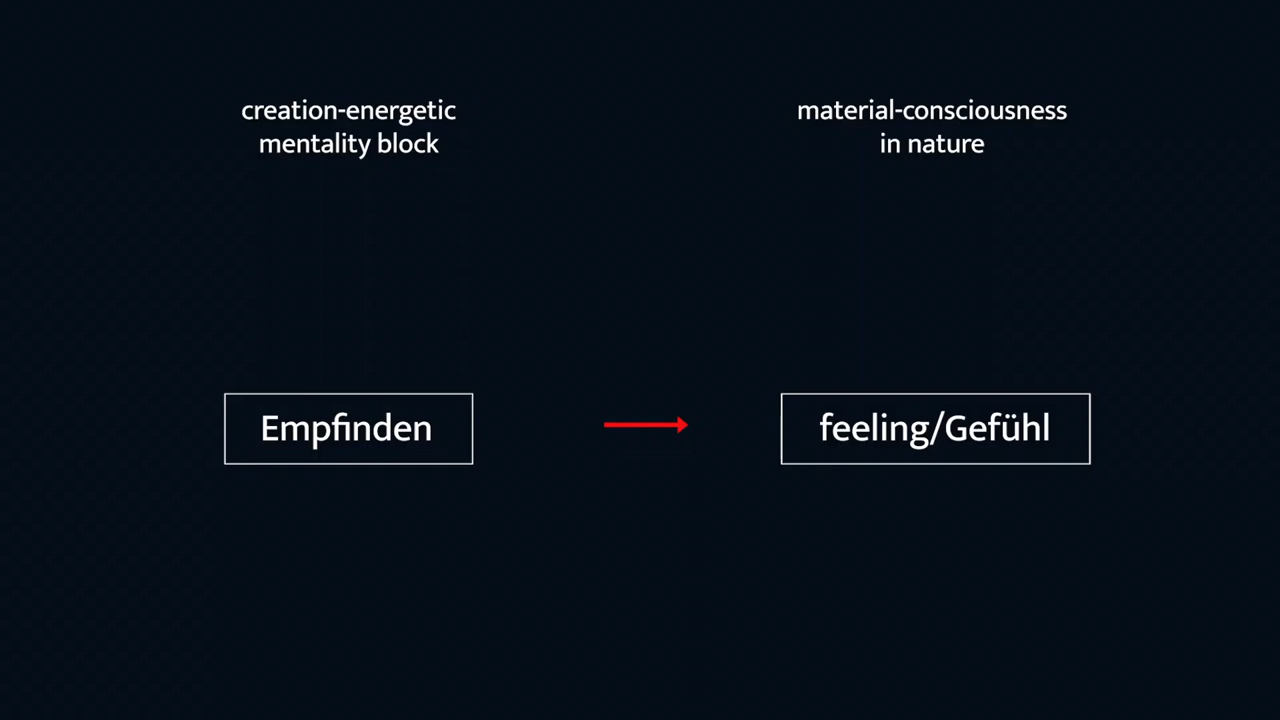 creation-energetic
mentality block
material-consciousness
in nature
Empfinden
feeling/Gefühl